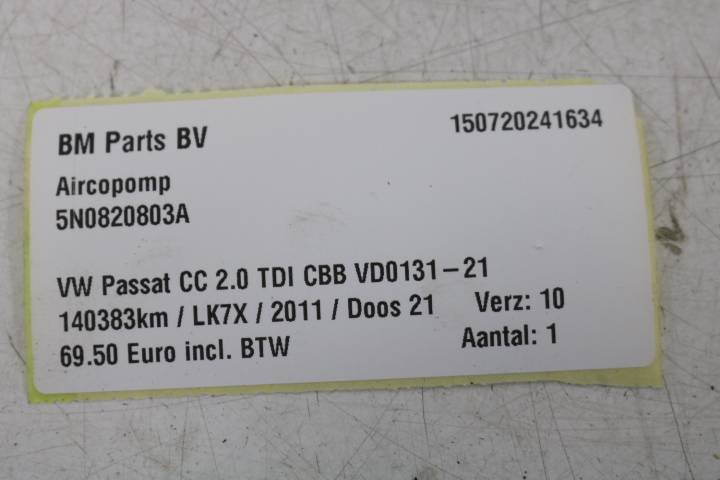 BM Parts BV
150720241634
Aircopomp
5N0820803A
VW Passat CC 2.0 TDI CBB VD0131-21
140383km / LK7X / 2011 / Doos 21 Verz: 10
69.50 Euro incl. BTW Aantal: 1